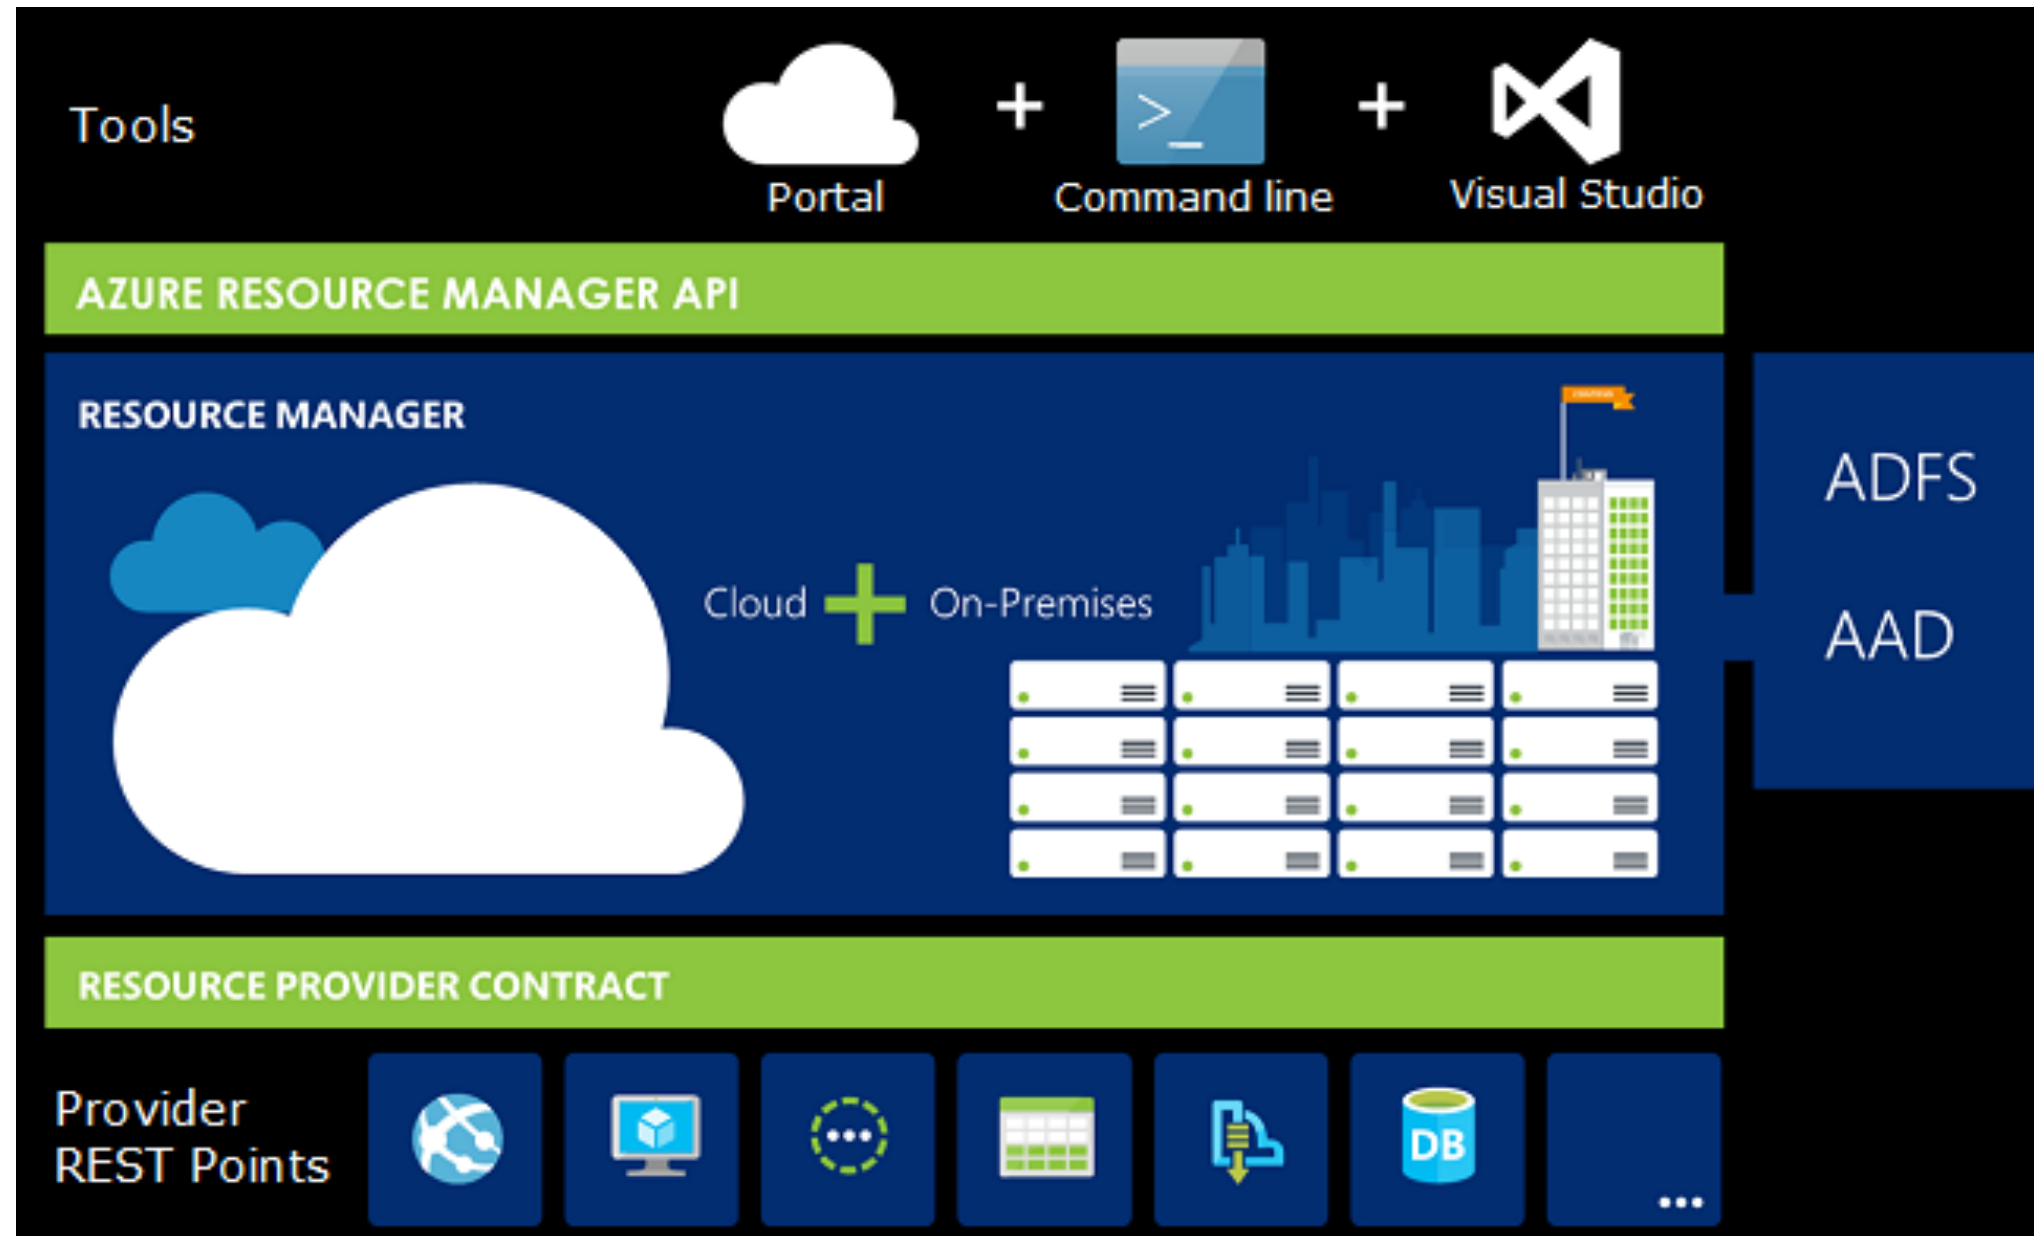 Tools
Portal
Command line
Visual Studio
AZURE RESOURCE MANAGER API
RESOURCE MANAGER
Cloud
On-Premises
ADFS
AAD
RESOURCE PROVIDER CONTRACT
Provider
REST Points
DB